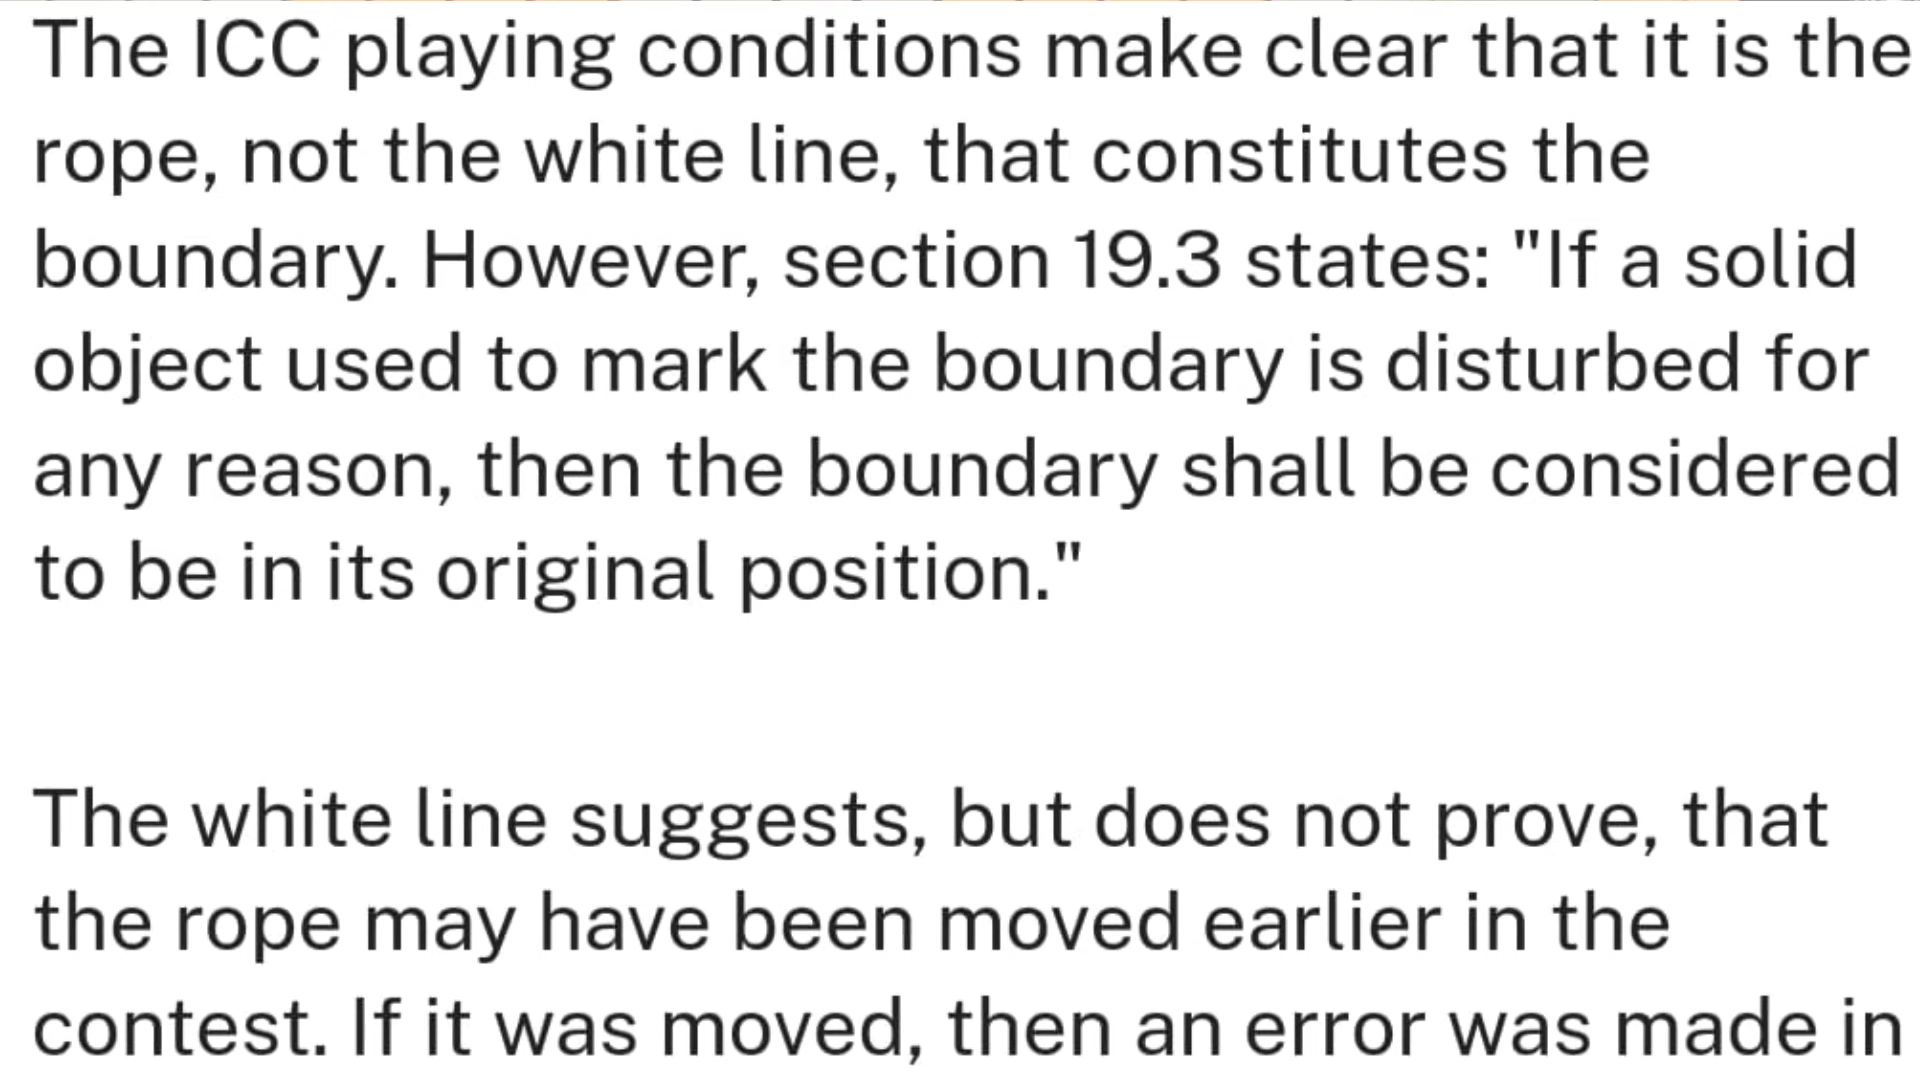 The ICC playing conditions make clear that it is the
rope, not the white line, that constitutes the
boundary. However, section 19.3 states: "If a solid
object used to mark the boundary is disturbed for
any reason, then the boundary shall be considered
to be in its original position."
The white line suggests, but does not prove, that
the rope may have been moved earlier in the
contest. If it was moved, then an error was made in